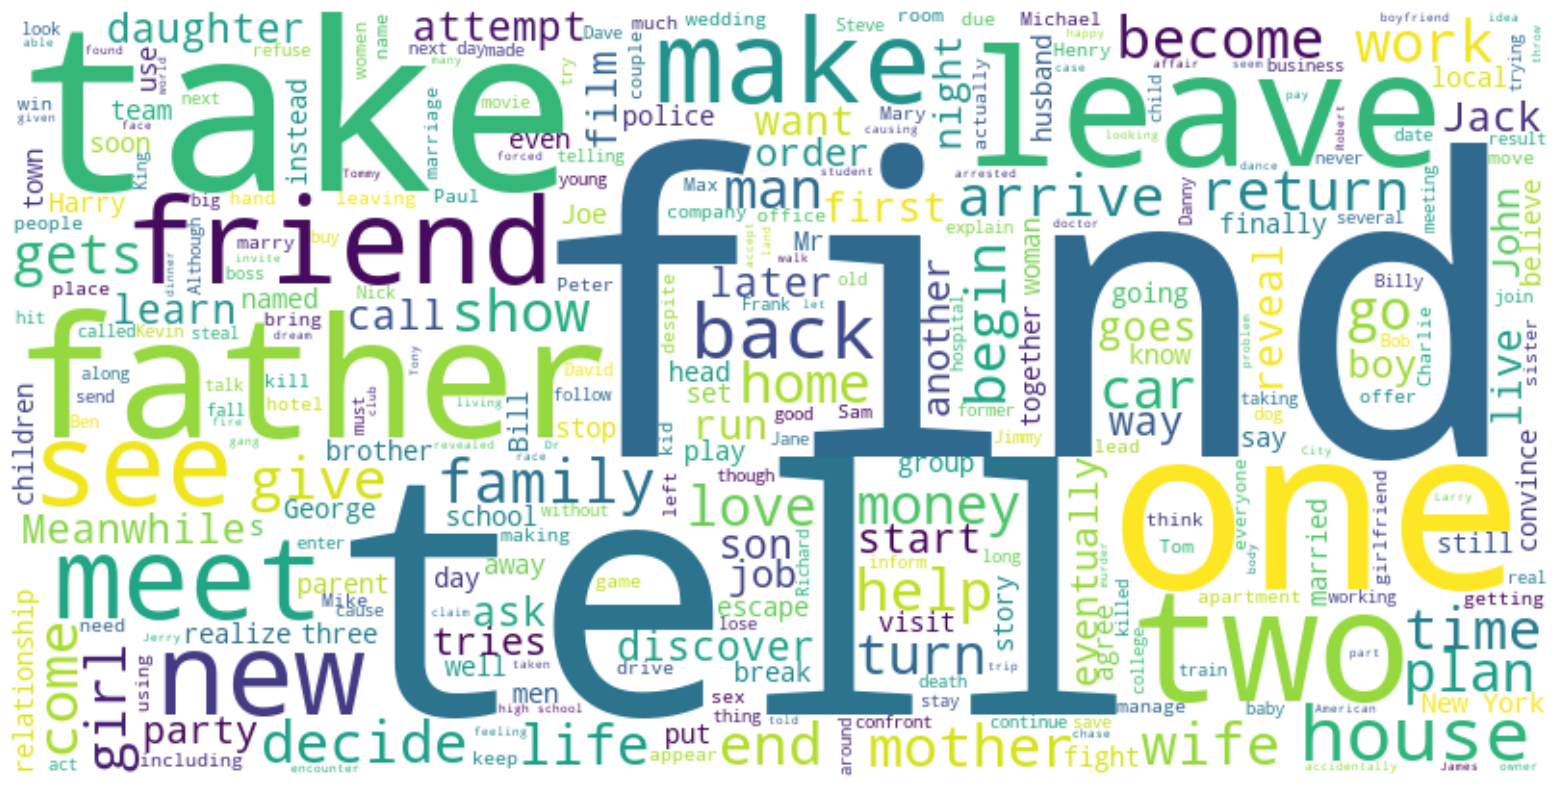 look
able
daughter
attempt
Dave
much
wedding
Steve
room
due
Michael
boyfriend
idea
found
refuse
women
name
next day
made
couple
happy
become
work
throw
take
use
many
try
film
make
night
actually
Henry
husband
affair
seem
business
case
local
trying
win
given
team
next
world
face
instead
marriage
movie
police
Mary
causing
leave
child
pay
looking
Robert
date
Jack
soon
even
forced
telling
want
order
student
arrested
dance
never
result
move
town
King
Tommy
young
Max
man
first
arrive
Danny
return
meeting
Harry
big
hand
leaving
Paul
Joe
company
office
explain
doctor
finally
several
people
gets
friend
marry
buy
invite
boss
Although
dinner
find
Mr
accept
land
walk
woman
John
believe
place
learn
named
Nick
call
show
Peter
later
old
another
begin
going
reveal
Billy
go
join
hit
called
Kevin
steal
bring
dream
Tony
despite
Frank
let
back
hospital
together
goes
know
problem
Bob
boy
Charlie
live
sister
father
along
send
talk
kill
David
head
set
home
car
children
Ben
fall
fire
gang
hotel
must
club
living
follow
run
good
Sam
former
Jimmy
way
taking
dog
offer
see
brother
revealed
Dr
race
Bill
stop
kid
play
Jane
lead
say
City
give
family
left
though
group
one
Larry
convince
Meanwhile
s
George
school
without
love
money
think
Tom
everyone
body
girlfriend
still
meet
enter
making
son
start
long
inform
Richard
eventually
murder
real
parent
Mike
cause
day
away
game
job
help
story
agree
killed
apartment
married
working
getting
relationship
need
Jerry
realize
three
claim
ask
tell
escape
lose
visit
two
time
come
girl
using
new
tries
well
taken
discover
drive
break
turn
trip
college
train
part
plan
men
high school
sex
thing
death
stay
manage
baby
American
New York
party
including
act
decide
encounter
feeling
keep
life
told
put
appear
end
around
confront
mother
continue
save
chase
fight
wife
house
accidentally
James
owner